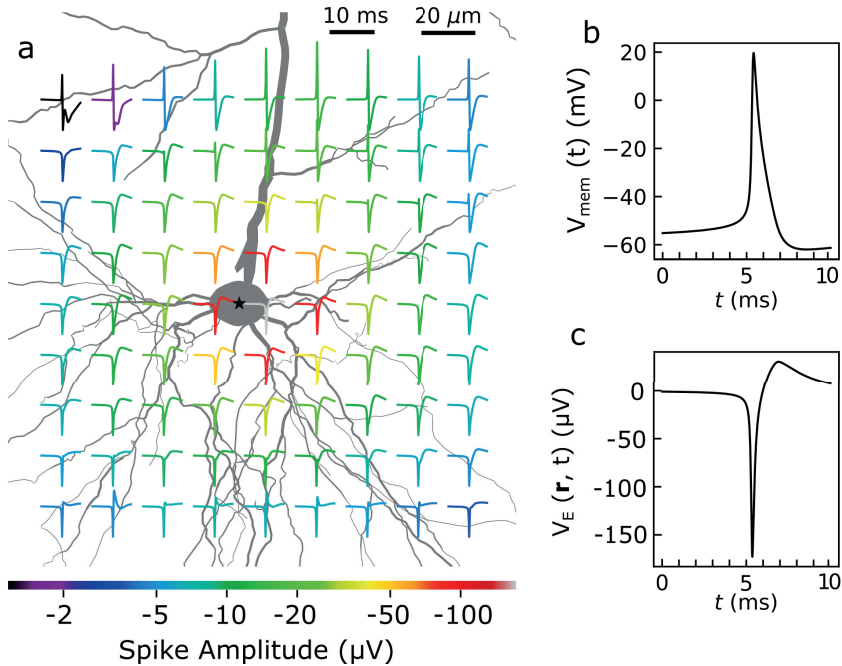 a
10 ms
20 µm
-2 -5 -10 -20 -50 -100
Spike Amplitude (µV)
b
20
0
-20
-40
-60
V_mem (t) (mV)
0 5 10
t (ms)
c
0
-50
-100
-150
V_E (r, t) (µV)
0 5 10
t (ms)